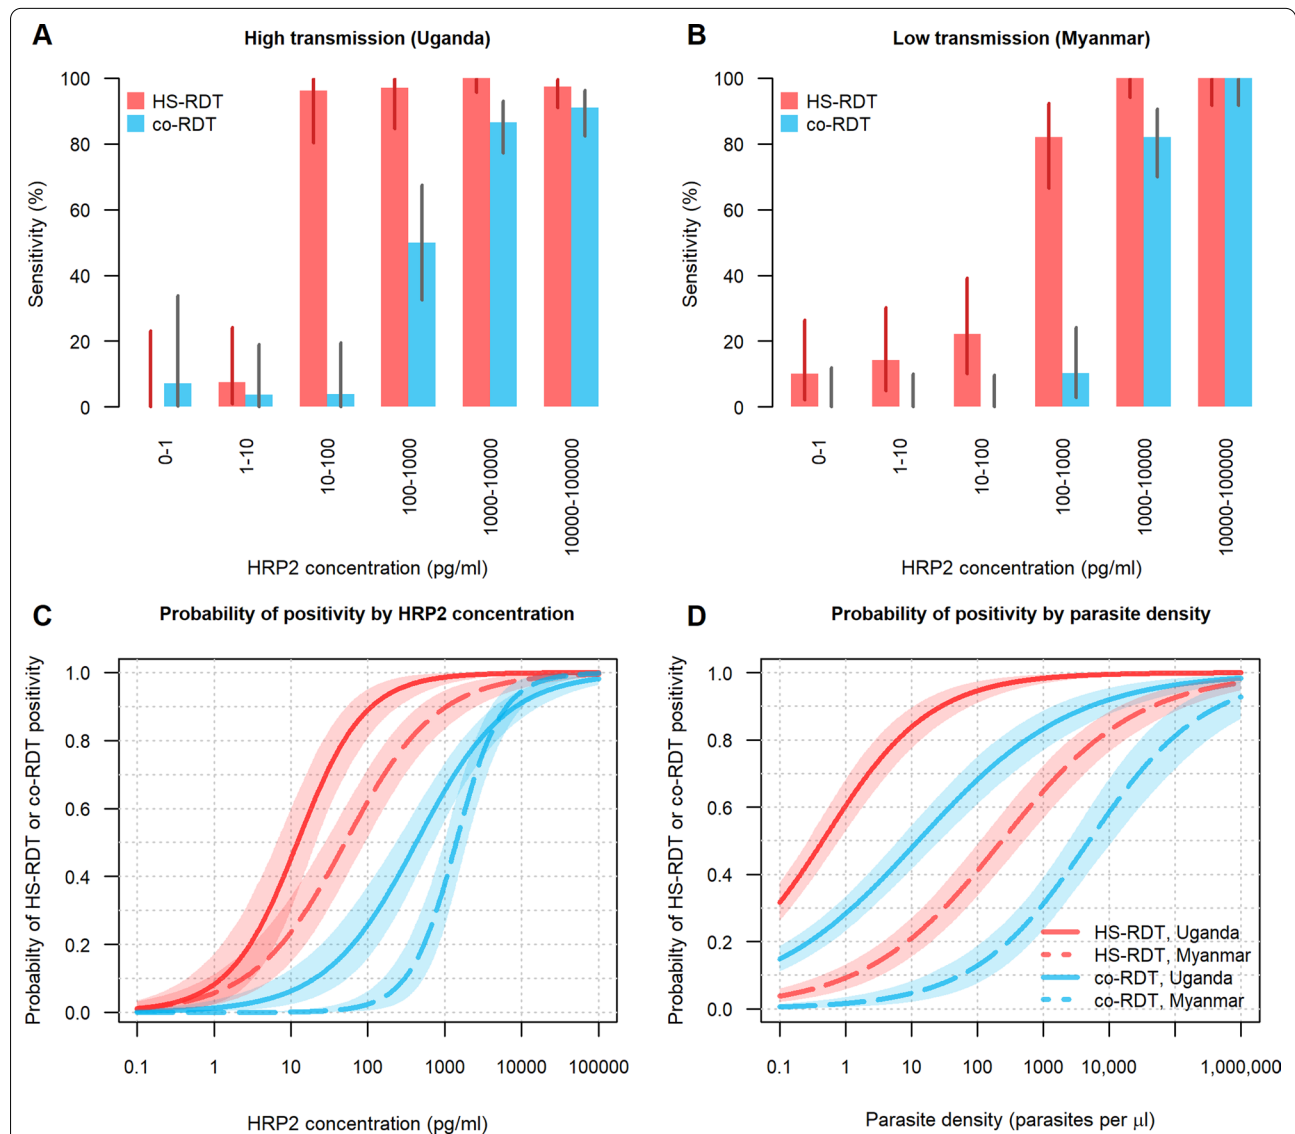 A
High transmission (Uganda)
HS-RDT
co-RDT
Sensitivity (%)
100
80
60
40
20
0
0-1
1-10
10-100
100-1000
1000-10000
10000-100000
HRP2 concentration (pg/ml)
B
Low transmission (Myanmar)
HS-RDT
co-RDT
Sensitivity (%)
100
80
60
40
20
0
0-1
1-10
10-100
100-1000
1000-10000
10000-100000
HRP2 concentration (pg/ml)
C
Probability of positivity by HRP2 concentration
Probablity of HS-RDT or co-RDT positivity
1.0
0.8
0.6
0.4
0.2
0.0
0.1
1
10
100
1000
10000
100000
HRP2 concentration (pg/ml)
D
Probability of positivity by parasite density
Probablity of HS-RDT or co-RDT positivity
1.0
0.8
0.6
0.4
0.2
0.0
HS-RDT, Uganda
HS-RDT, Myanmar
co-RDT, Uganda
co-RDT, Myanmar
0.1
1
10
100
1000
10,000
1,000,000
Parasite density (parasites per μl)